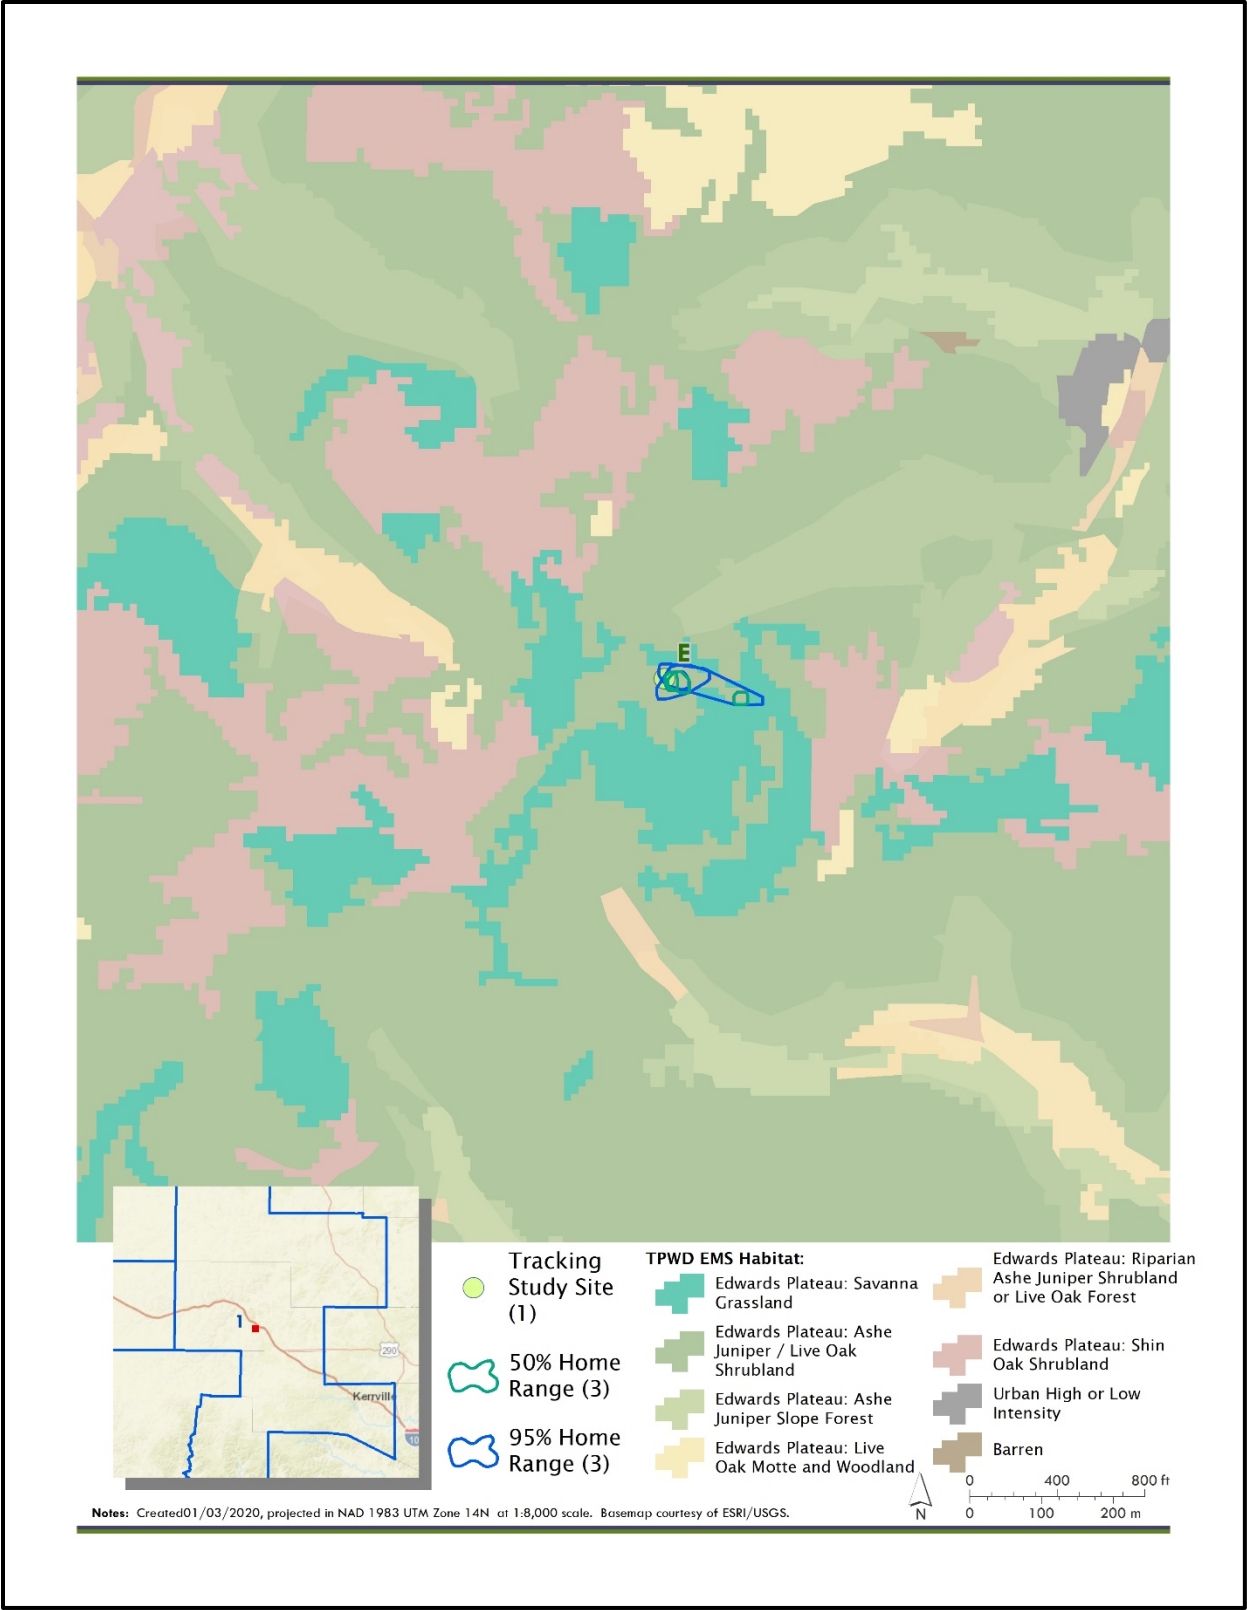 E
1
290
Kerrville
10
Tracking
Study Site
(1)
50% Home
Range (3)
95% Home
Range (3)
TPWD EMS Habitat:
Edwards Plateau: Savanna
Grassland
Edwards Plateau: Ashe
Juniper / Live Oak
Shrubland
Edwards Plateau: Ashe
Juniper Slope Forest
Edwards Plateau: Live
Oak Motte and Woodland
Edwards Plateau: Riparian
Ashe Juniper Shrubland
or Live Oak Forest
Edwards Plateau: Shin
Oak Shrubland
Urban High or Low
Intensity
Barren
N
0 400 800 ft
0 100 200 m
Notes: Created01/03/2020, projected in NAD 1983 UTM Zone 14N at 1:8,000 scale. Basemap courtesy of ESRI/USGS.